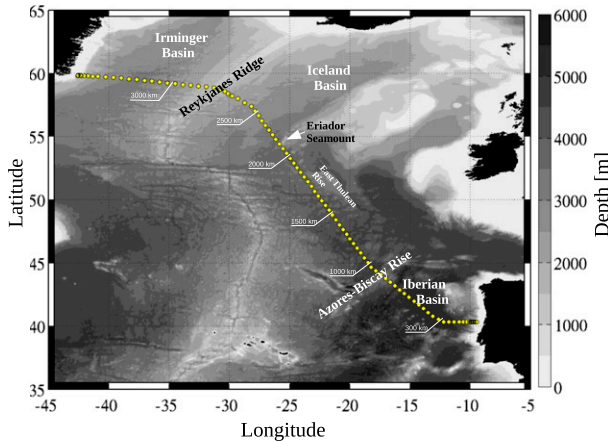 65
60
55
50
45
40
35
Latitude
-45
-40
-35
-30
-25
-20
-15
-10
-5
Longitude
Irminger
Basin
Reykjanes Ridge
Iceland
Basin
Eriador
Seamount
East Thulean
Rise
Azores-Biscay Rise
Iberian
Basin
3000 km
2500 km
2000 km
1500 km
1000 km
300 km
6000
5000
4000
3000
2000
1000
0
Depth [m]